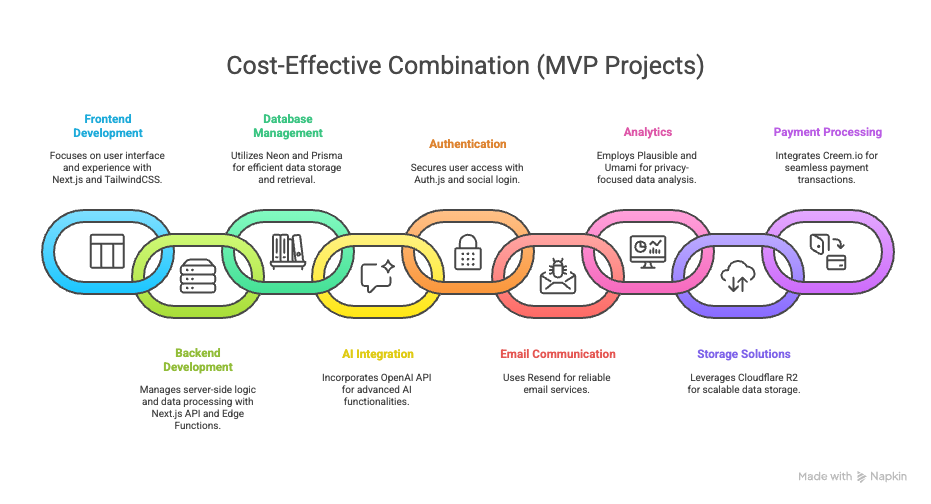 Cost-Effective Combination (MVP Projects)
Frontend
Development
Focuses on user interface
and experience with
Next.js and TailwindCSS.
Database
Management
Utilizes Neon and Prisma
for efficient data storage
and retrieval.
Authentication
Secures user access with
Auth.js and social login.
Analytics
Employs Plausible and
Umami for privacy-
focused data analysis.
Payment Processing
Integrates Creem.io for
seamless payment
transactions.
Backend
Development
Manages server-side logic
and data processing with
Next.js API and Edge
Functions.
AI Integration
Incorporates OpenAI API
for advanced AI
functionalities.
Email Communication
Uses Resend for reliable
email services.
Storage Solutions
Leverages Cloudflare R2
for scalable data storage.
Made with Napkin